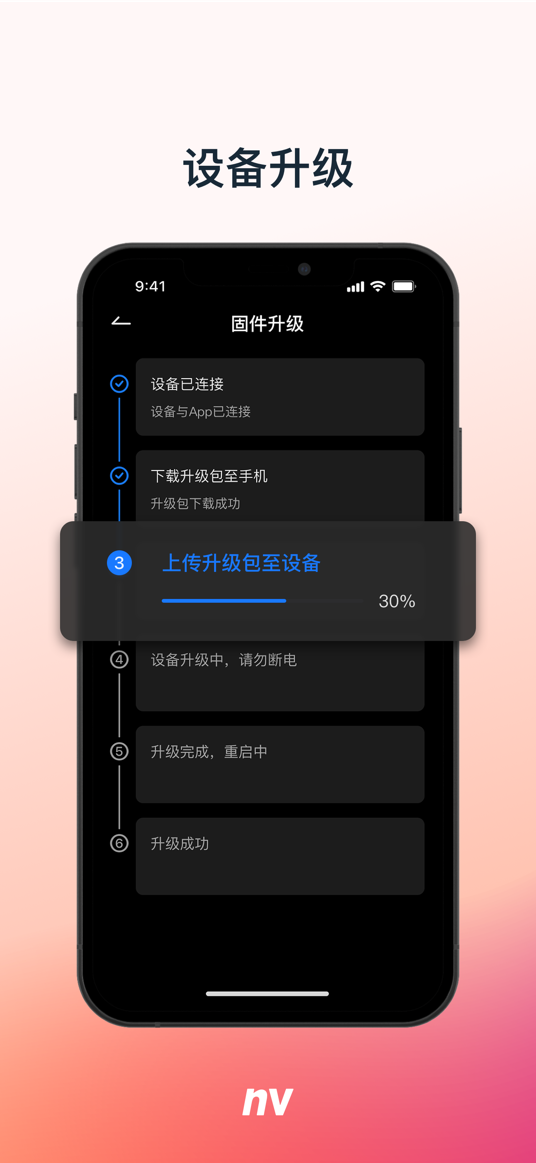 设备升级
9:41
固件升级
设备已连接
设备与App已连接
下载升级包至手机
升级包下载成功
3
上传升级包至设备
30%
4
设备升级中，请勿断电
5
升级完成，重启中
6
升级成功
nv